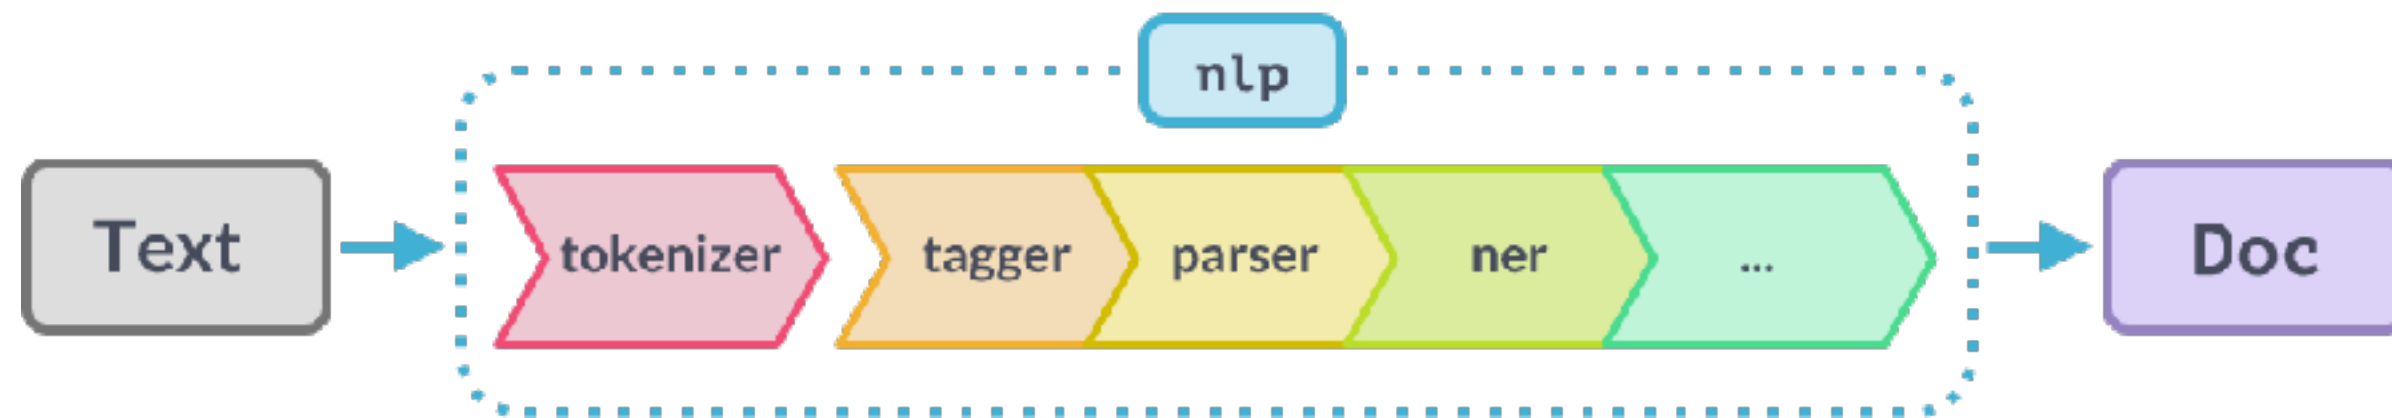 nlp
Text
tokenizer
tagger
parser
ner
...
Doc